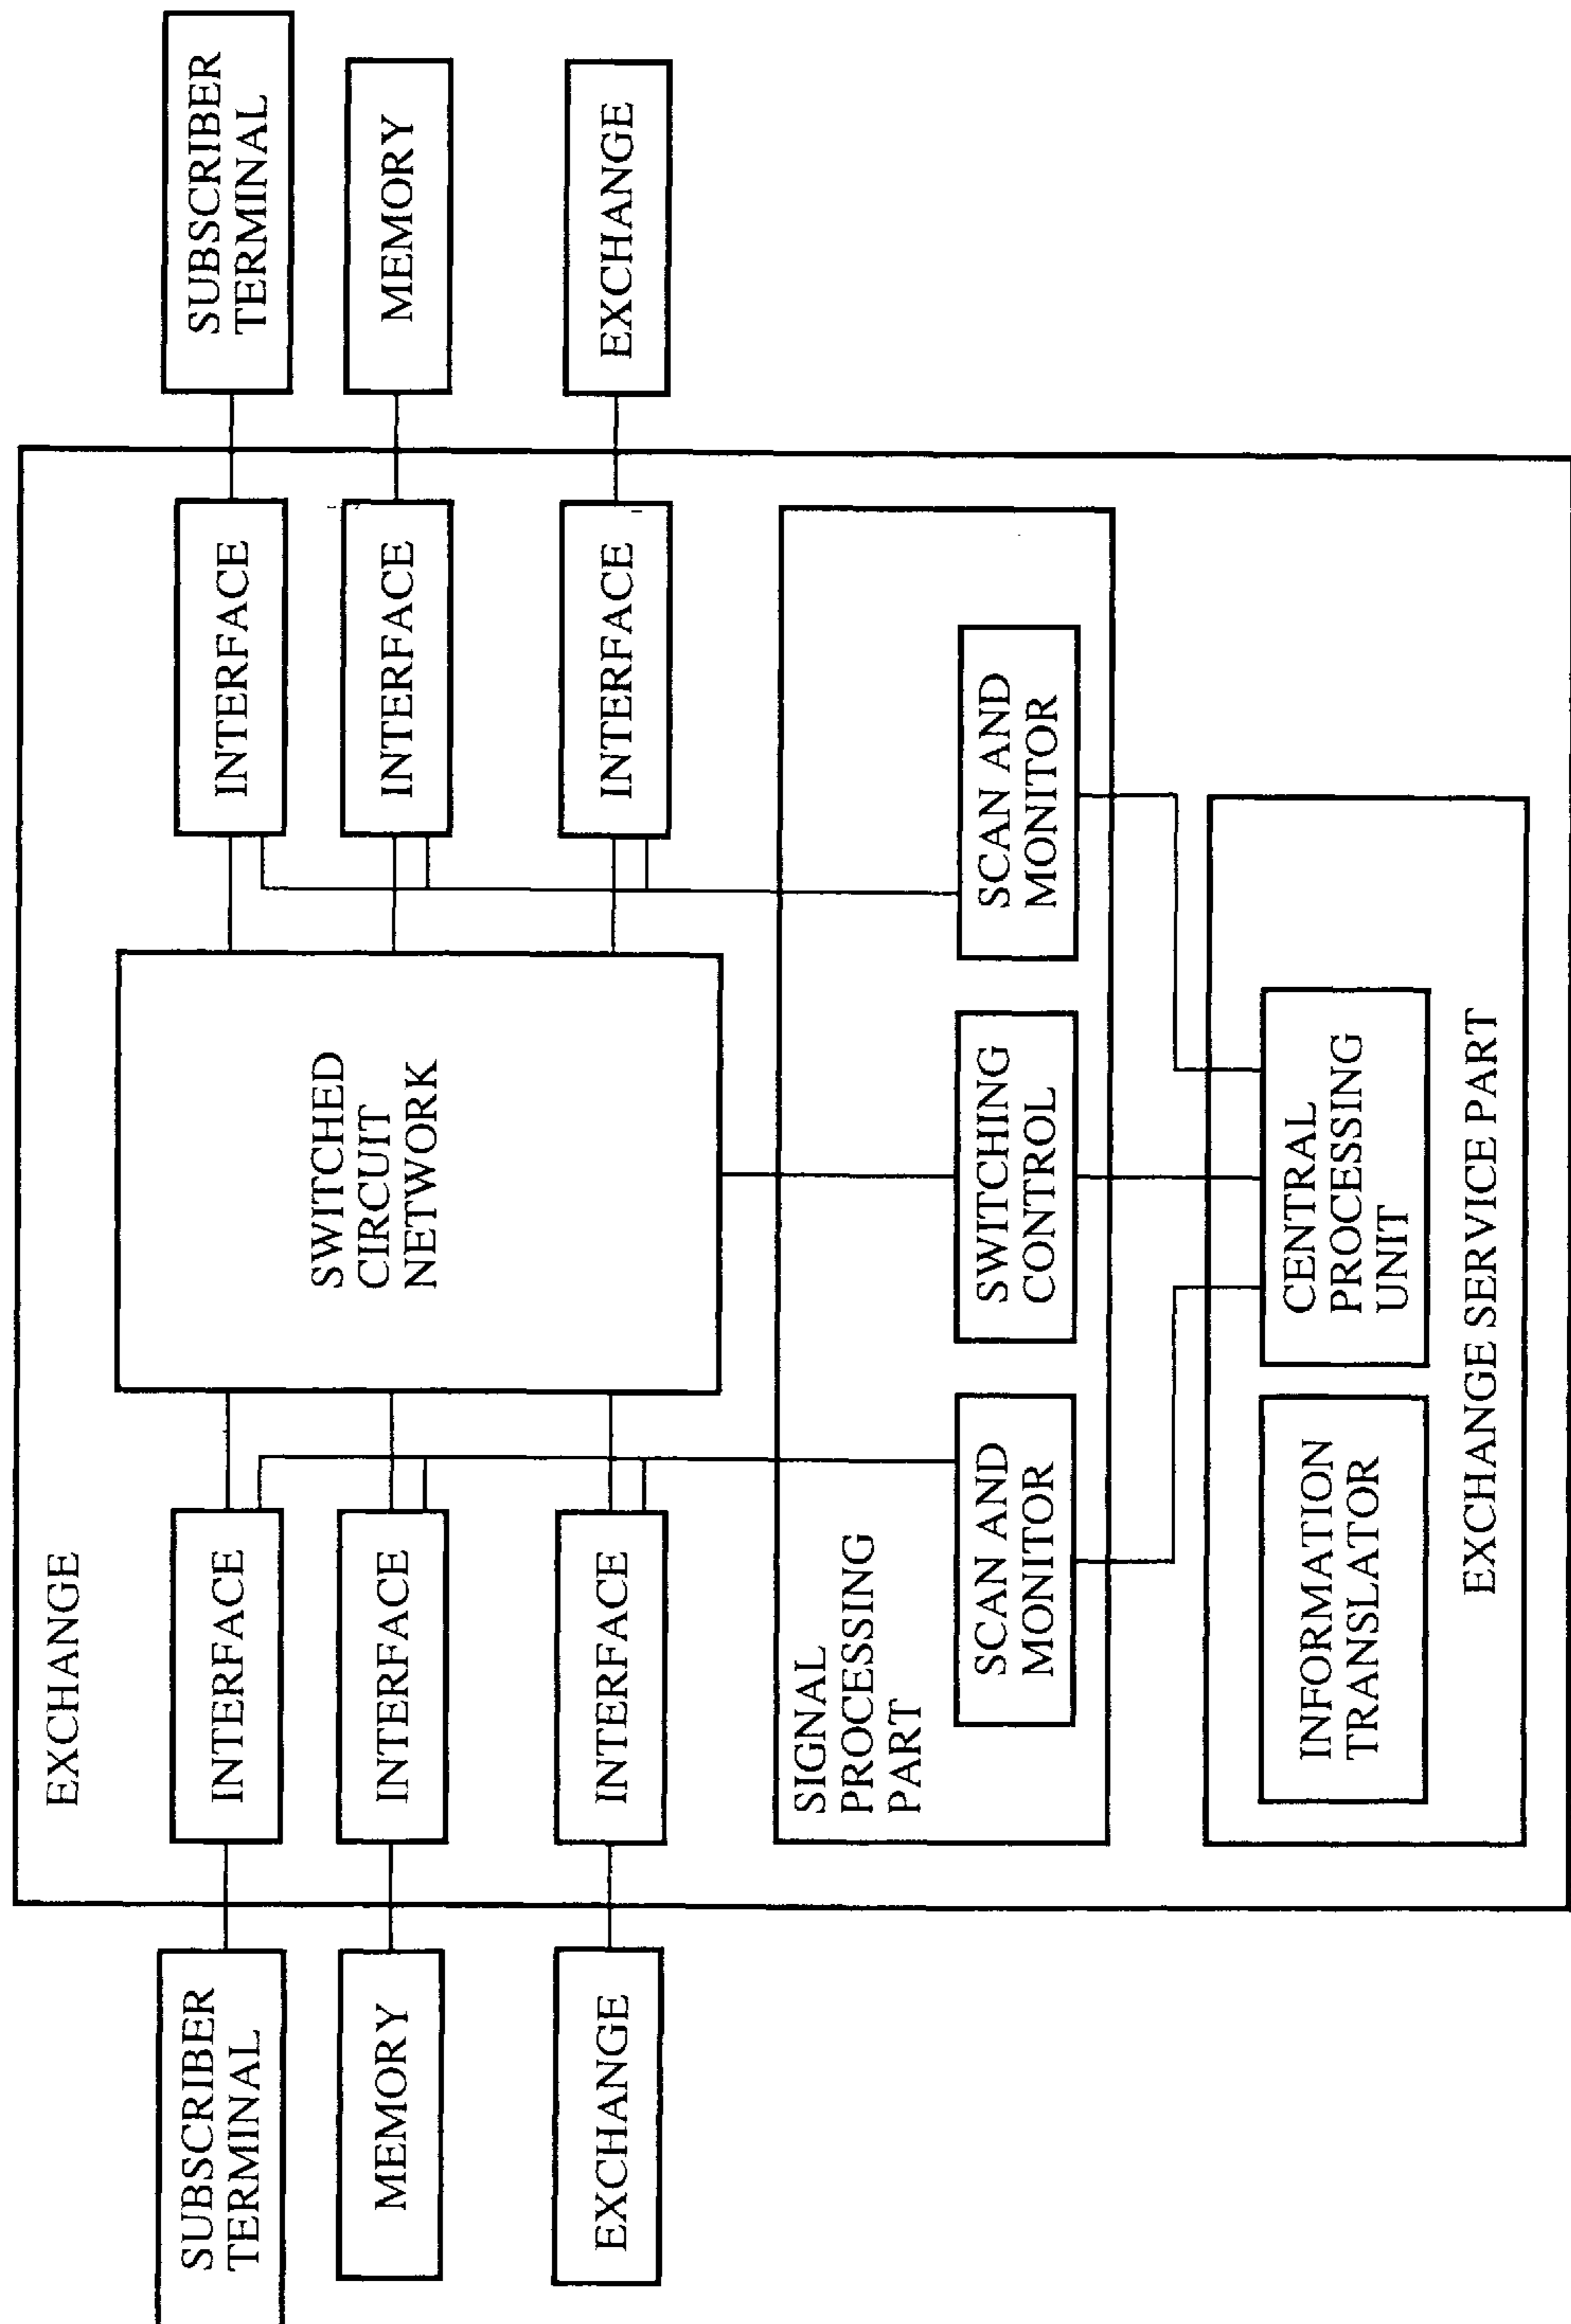 EXCHANGE
SUBSCRIBER
TERMINAL
INTERFACE
INTERFACE
SUBSCRIBER
TERMINAL
MEMORY
INTERFACE
SWITCHED
CIRCUIT
NETWORK
INTERFACE
MEMORY
EXCHANGE
INTERFACE
INTERFACE
EXCHANGE
SIGNAL
PROCESSING
PART
SCAN AND
MONITOR
SWITCHING
CONTROL
SCAN AND
MONITOR
INFORMATION
TRANSLATOR
CENTRAL
PROCESSING
UNIT
EXCHANGE SERVICE PART